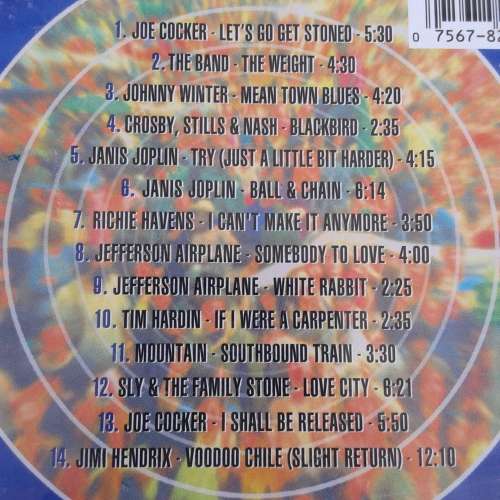 1. JOE COCKER - LET'S GO GET STONED - 5:30
0 7567-82
2. THE BAND - THE WEIGHT - 4:30
3. JOHNNY WINTER - MEAN TOWN BLUES - 4:20
4. CROSBY, STILLS & NASH - BLACKBIRD - 2:35
5. JANIS JOPLIN - TRY (JUST A LITTLE BIT HARDER) - 4:15
6. JANIS JOPLIN - BALL & CHAIN - 6:14
7. RICHIE HAVENS - I CAN'T MAKE IT ANYMORE - 3:50
8. JEFFERSON AIRPLANE - SOMEBODY TO LOVE - 4:00
9. JEFFERSON AIRPLANE - WHITE RABBIT - 2:25
10. TIM HARDIN - IF I WERE A CARPENTER - 2:35
11. MOUNTAIN - SOUTHBOUND TRAIN - 3:30
12. SLY & THE FAMILY STONE - LOVE CITY - 6:21
13. JOE COCKER - I SHALL BE RELEASED - 5:50
14. JIMI HENDRIX - VOODOO CHILE (SLIGHT RETURN) - 12:10